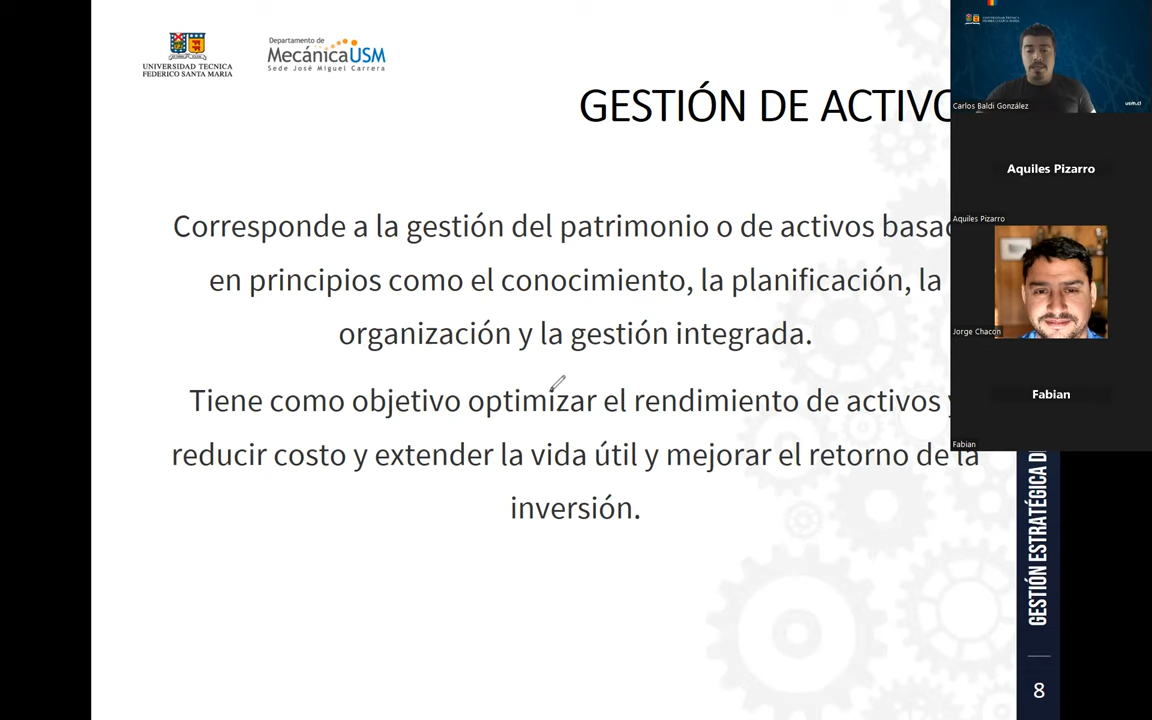 UNIVERSIDAD TECNICA
FEDERICO SANTA MARIA
Departamento de
MecánicaUSM
Sede José Miguel Carrera
GESTIÓN DE ACTIVO
Corresponde a la gestión del patrimonio o de activos basad
en principios como el conocimiento, la planificación, la
organización y la gestión integrada.
Tiene como objetivo optimizar el rendimiento de activos y
reducir costo y extender la vida útil y mejorar el retorno de la
inversión.
GESTIÓN ESTRATÉGICA D
8
usm.cl
Carlos Baldi González
Aquiles Pizarro
Aquiles Pizarro
Jorge Chacon
Fabian
Fabian